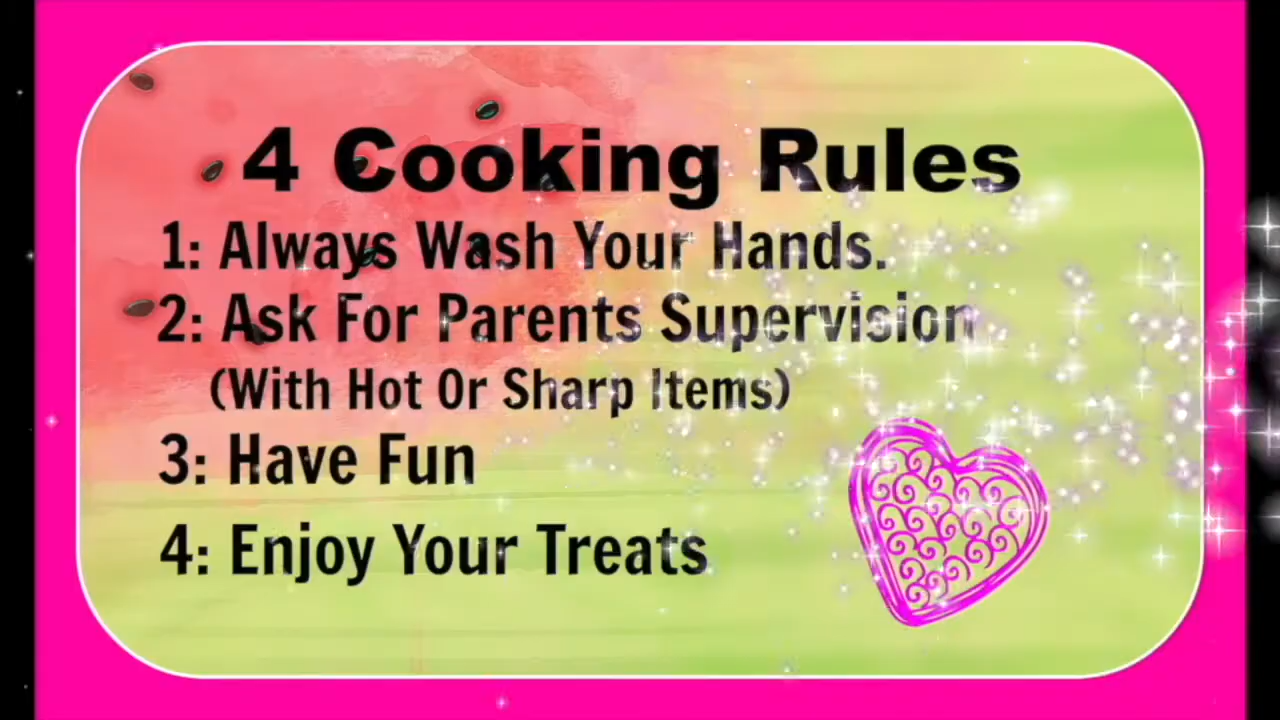 4 Cooking Rules
1: Always Wash Your Hands.
2: Ask For Parents Supervision
(With Hot Or Sharp Items)
3: Have Fun
4: Enjoy Your Treats